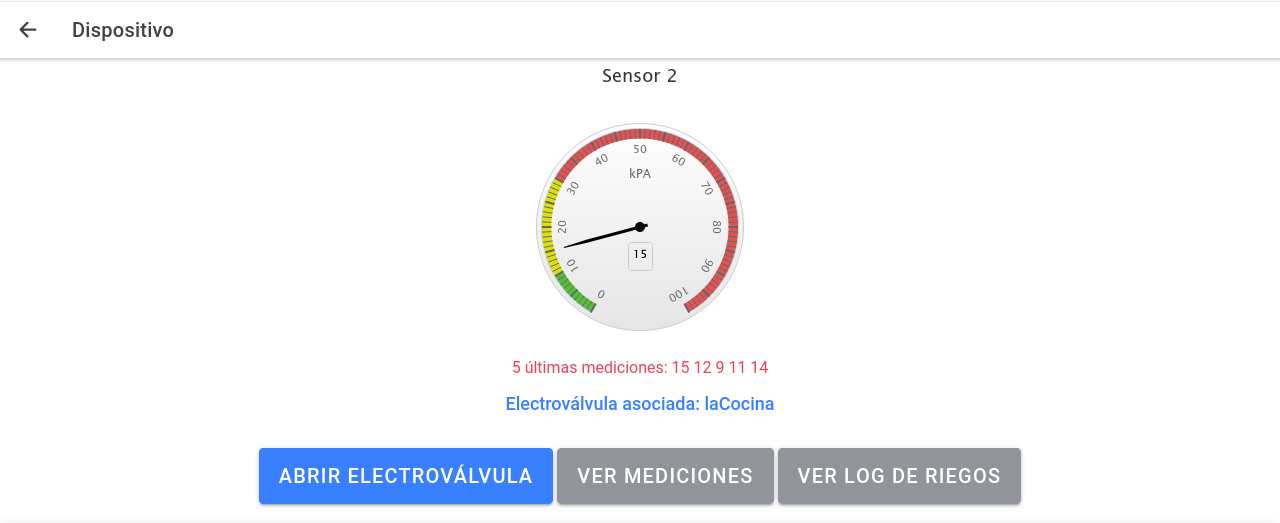 Dispositivo
Sensor 2
0
10
20
30
40
50
60
70
80
90
100
kPA
15
5 últimas mediciones: 15 12 9 11 14
Electroválvula asociada: laCocina
ABRIR ELECTROVÁLVULA VER MEDICIONES VER LOG DE RIEGOS